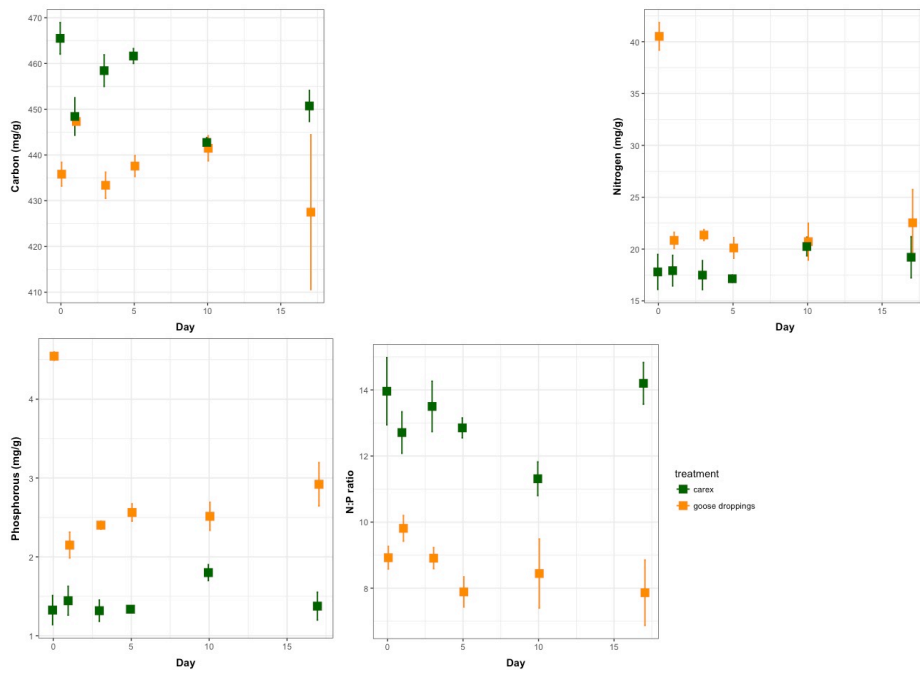 470
460
450
440
430
420
410
Carbon (mg/g)
0 5 10 15
Day
40
35
30
25
20
15
Nitrogen (mg/g)
0 5 10 15
Day
4
3
2
1
Phosphorous (mg/g)
0 5 10 15
Day
14
12
10
8
N:P ratio
0 5 10 15
Day
treatment
carex
goose droppings